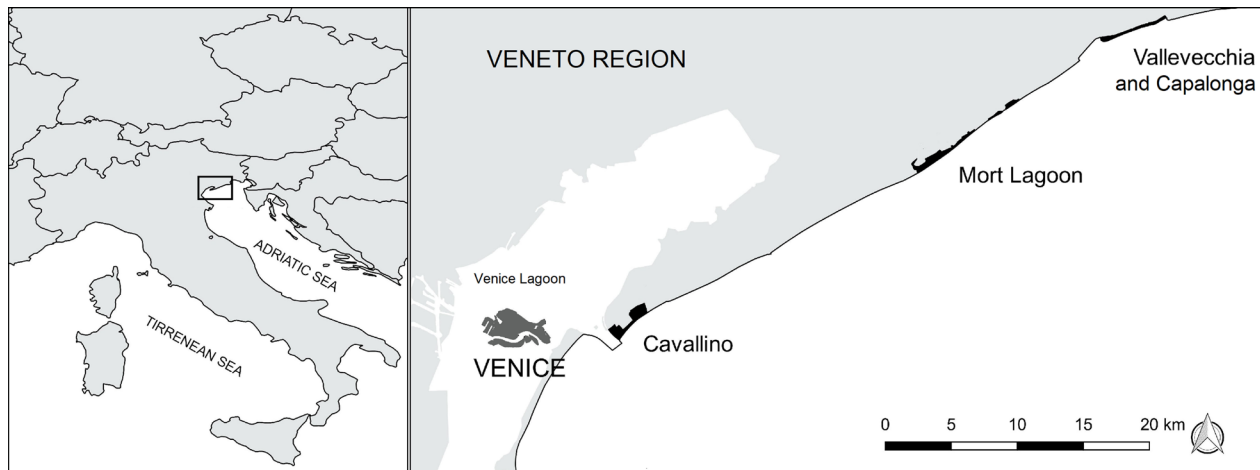 ADRIATIC SEA
TIRRENEAN SEA
VENETO REGION
Vallevecchia
and Capalonga
Mort Lagoon
Venice Lagoon
VENICE
Cavallino
0 5 10 15 20 km